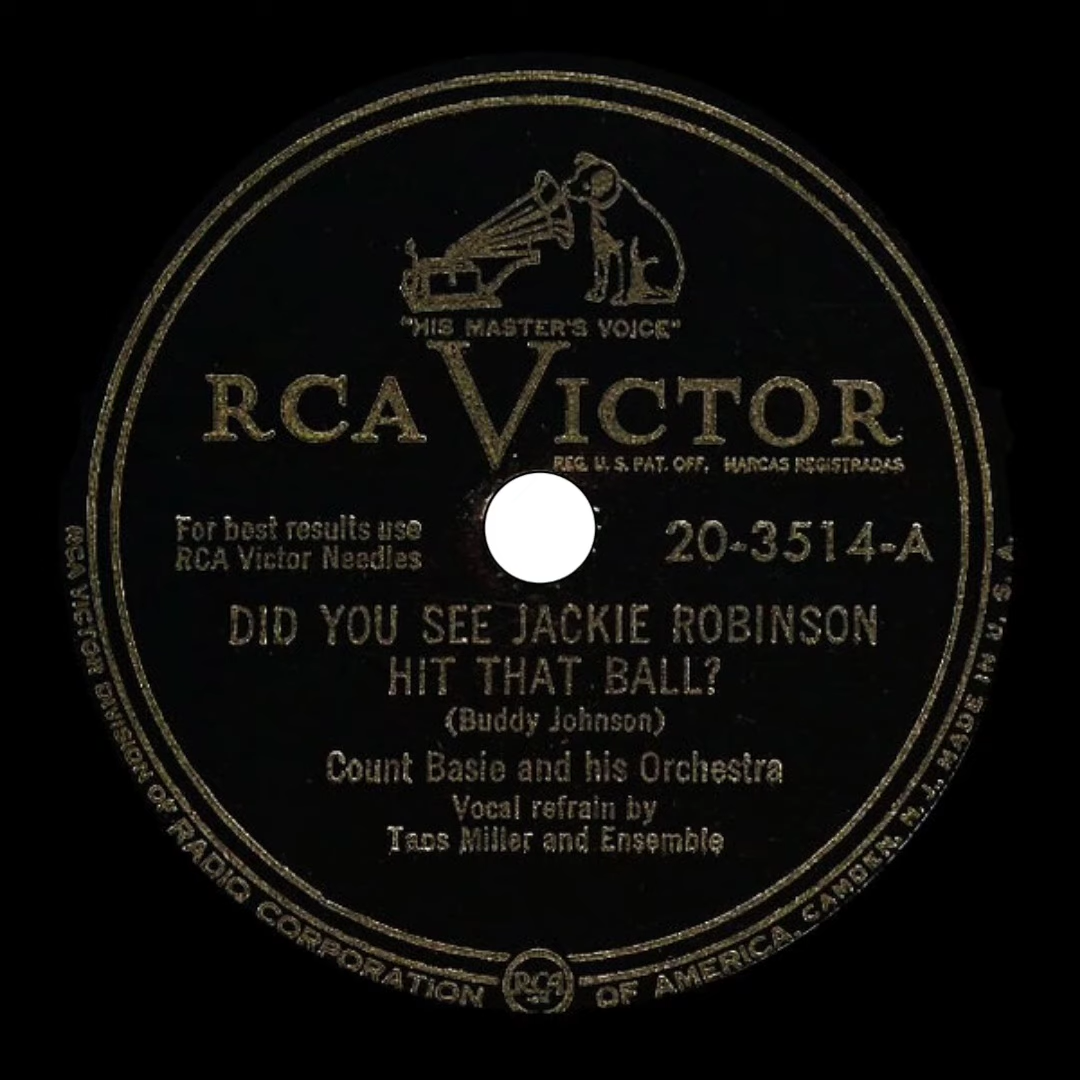 "HIS MASTER'S VOICE"
RCA VICTOR
REG. U. S. PAT. OFF. MARCAS REGISTRADAS
For best results use
RCA Victor Needles
20-3514-A
DID YOU SEE JACKIE ROBINSON
HIT THAT BALL?
(Buddy Johnson)
Count Basie and his Orchestra
Vocal refrain by
Taps Miller and Ensemble
RCA VICTOR DIVISION OF RADIO CORPORATION OF AMERICA, CAMDEN, N. J., MADE IN U. S. A.
RCA